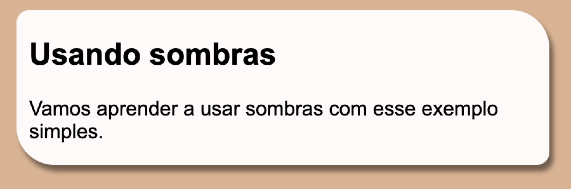 Usando sombras
Vamos aprender a usar sombras com esse exemplo
simples.